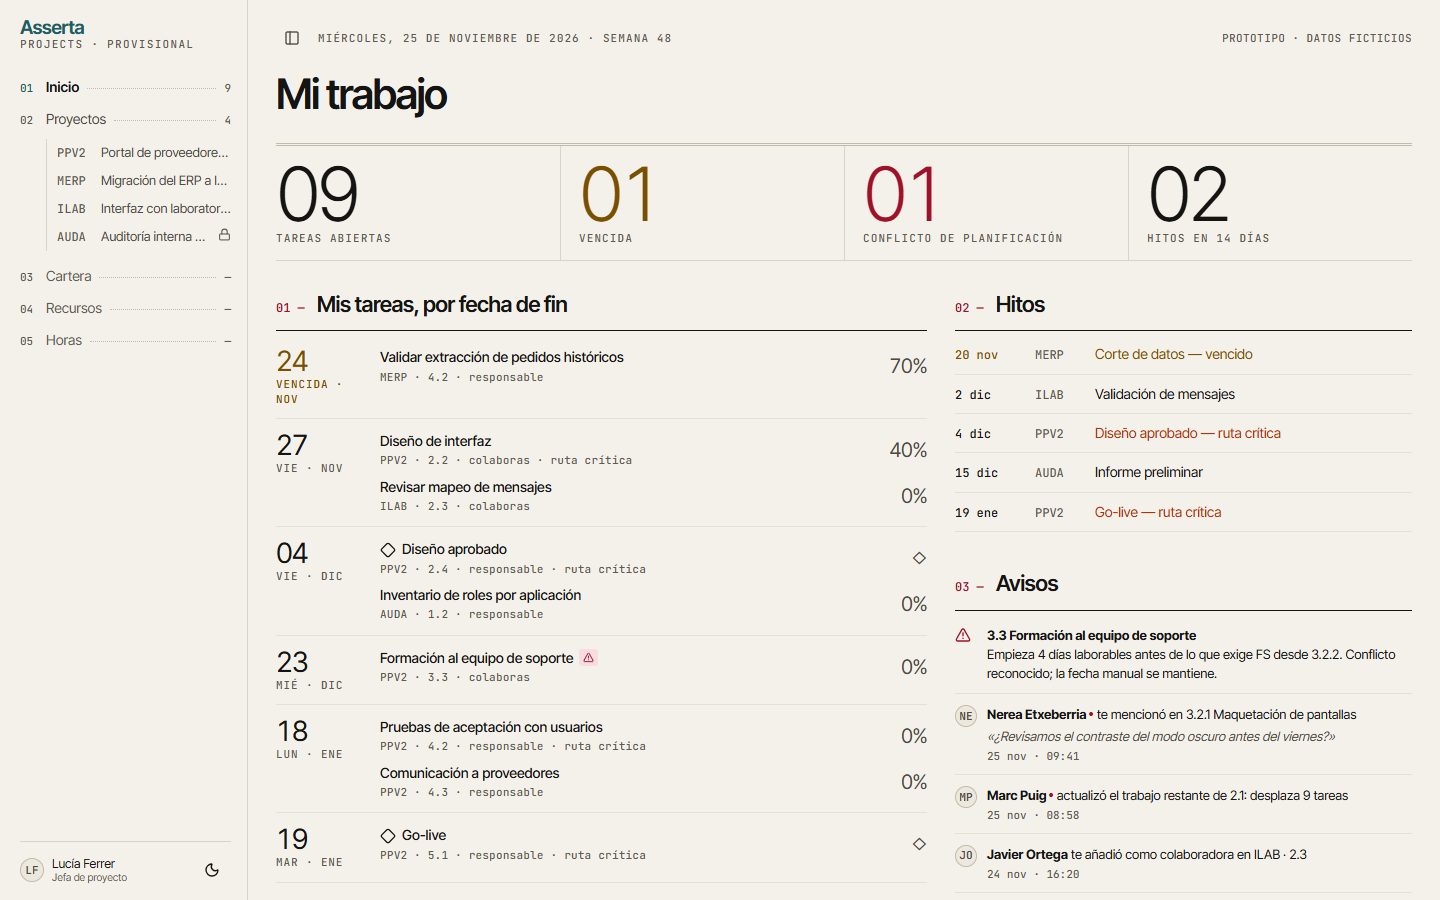 Asserta
PROJECTS · PROVISIONAL
01 Inicio 9
02 Proyectos 4
PPV2 Portal de proveedore...
MERP Migración del ERP a l...
ILAB Interfaz con laborator...
AUDA Auditoría interna ...
03 Cartera –
04 Recursos –
05 Horas –
LF Lucía Ferrer
Jefa de proyecto
MIÉRCOLES, 25 DE NOVIEMBRE DE 2026 · SEMANA 48
PROTOTIPO · DATOS FICTICIOS
Mi trabajo
09
TAREAS ABIERTAS
01
VENCIDA
01
CONFLICTO DE PLANIFICACIÓN
02
HITOS EN 14 DÍAS
01 – Mis tareas, por fecha de fin
24
VENCIDA ·
NOV
Validar extracción de pedidos históricos
MERP · 4.2 · responsable
70%
27
VIE · NOV
Diseño de interfaz
PPV2 · 2.2 · colaboras · ruta crítica
40%
Revisar mapeo de mensajes
ILAB · 2.3 · colaboras
0%
04
VIE · DIC
Diseño aprobado
PPV2 · 2.4 · responsable · ruta crítica
◇
Inventario de roles por aplicación
AUDA · 1.2 · responsable
0%
23
MIÉ · DIC
Formación al equipo de soporte
PPV2 · 3.3 · colaboras
0%
18
LUN · ENE
Pruebas de aceptación con usuarios
PPV2 · 4.2 · responsable · ruta crítica
0%
Comunicación a proveedores
PPV2 · 4.3 · responsable
0%
19
MAR · ENE
Go-live
PPV2 · 5.1 · responsable · ruta crítica
◇
02 – Hitos
20 nov MERP Corte de datos — vencido
2 dic ILAB Validación de mensajes
4 dic PPV2 Diseño aprobado — ruta crítica
15 dic AUDA Informe preliminar
19 ene PPV2 Go-live — ruta crítica
03 – Avisos
3.3 Formación al equipo de soporte
Empieza 4 días laborables antes de lo que exige FS desde 3.2.2. Conflicto
reconocido; la fecha manual se mantiene.
NE Nerea Etxeberria • te mencionó en 3.2.1 Maquetación de pantallas
«¿Revisamos el contraste del modo oscuro antes del viernes?»
25 nov · 09:41
MP Marc Puig • actualizó el trabajo restante de 2.1: desplaza 9 tareas
25 nov · 08:58
JO Javier Ortega te añadió como colaboradora en ILAB · 2.3
24 nov · 16:20